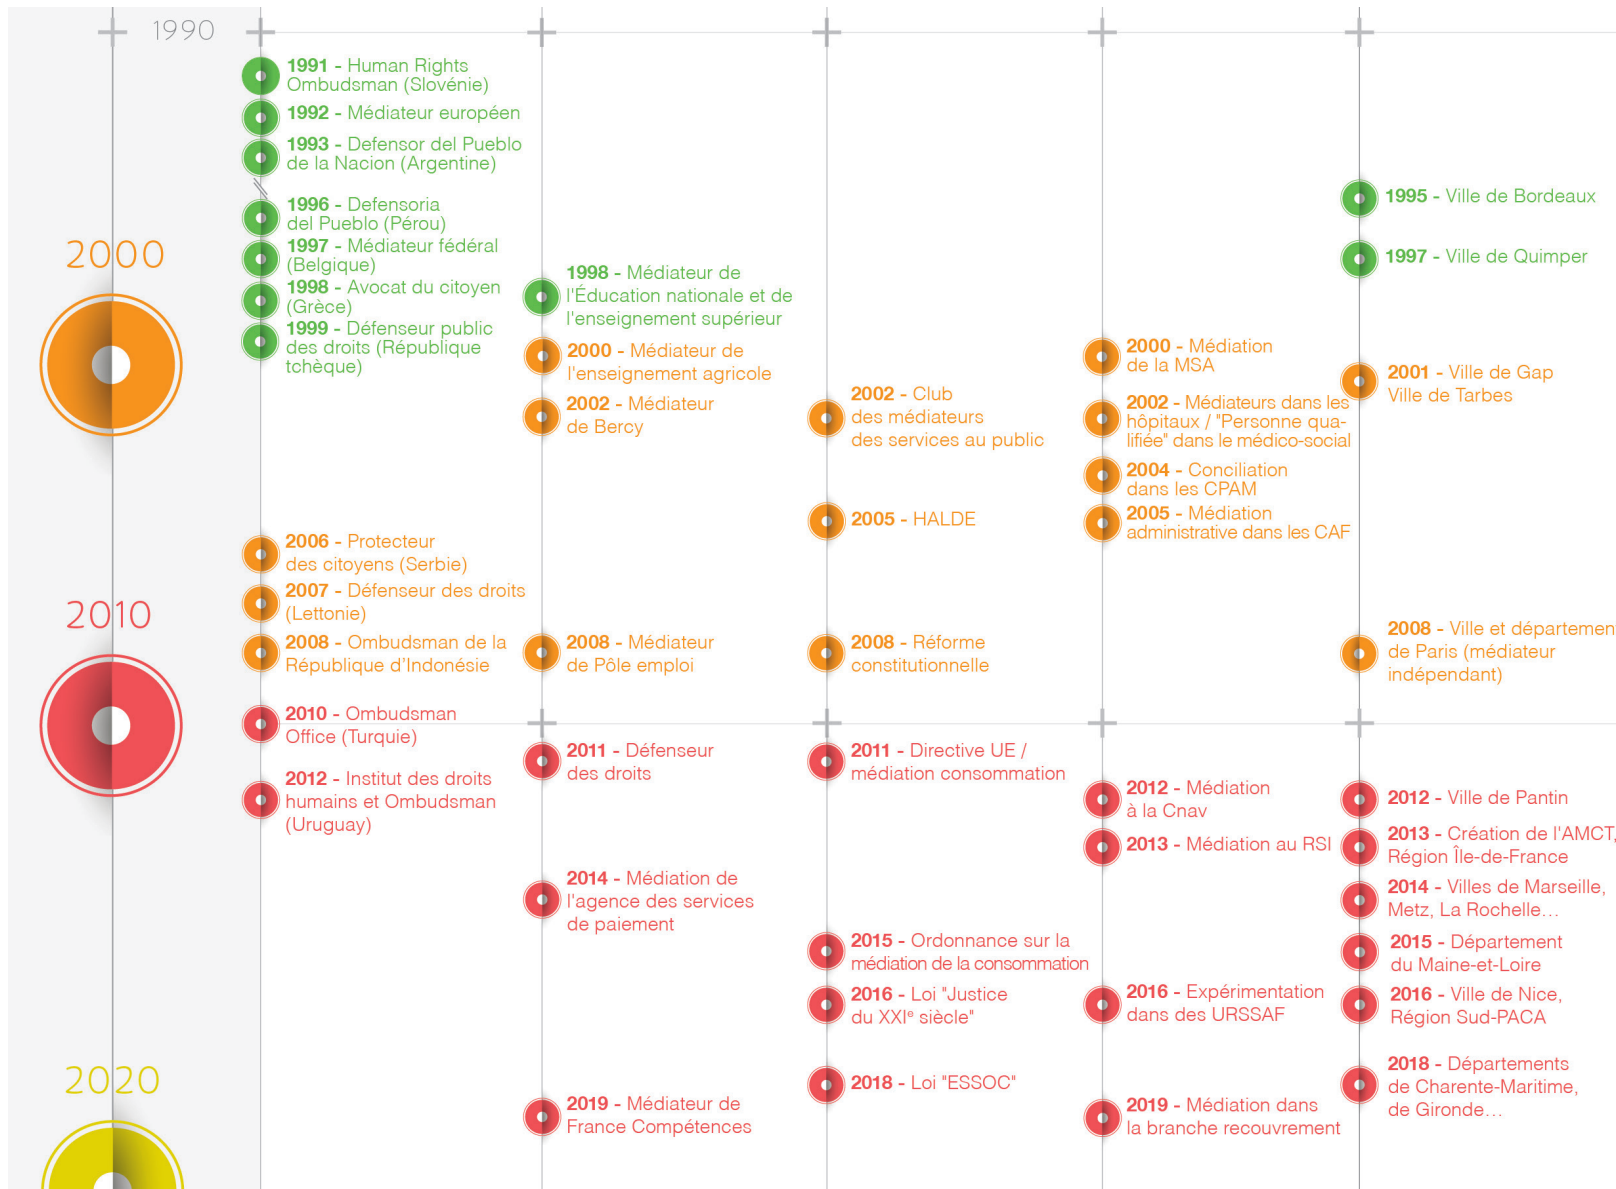 1990
2000
2010
2020
1991 - Human Rights
Ombudsman (Slovénie)
1992 - Médiateur européen
1993 - Defensor del Pueblo
de la Nacion (Argentine)
1996 - Defensoria
del Pueblo (Pérou)
1997 - Médiateur fédéral
(Belgique)
1998 - Avocat du citoyen
(Grèce)
1999 - Défenseur public
des droits (République
tchèque)
2006 - Protecteur
des citoyens (Serbie)
2007 - Défenseur des droits
(Lettonie)
2008 - Ombudsman de la
République d'Indonésie
2010 - Ombudsman
Office (Turquie)
2012 - Institut des droits
humains et Ombudsman
(Uruguay)
1998 - Médiateur de
l'Éducation nationale et de
l'enseignement supérieur
2000 - Médiateur de
l'enseignement agricole
2002 - Médiateur
de Bercy
2008 - Médiateur
de Pôle emploi
2011 - Défenseur
des droits
2014 - Médiation de
l'agence des services
de paiement
2019 - Médiateur de
France Compétences
2002 - Club
des médiateurs
des services au public
2005 - HALDE
2008 - Réforme
constitutionnelle
2011 - Directive UE /
médiation consommation
2015 - Ordonnance sur la
médiation de la consommation
2016 - Loi "Justice
du XXIe siècle"
2018 - Loi "ESSOC"
2000 - Médiation
de la MSA
2002 - Médiateurs dans les
hôpitaux / "Personne qua-
lifiée" dans le médico-social
2004 - Conciliation
dans les CPAM
2005 - Médiation
administrative dans les CAF
2012 - Médiation
à la Cnav
2013 - Médiation au RSI
2016 - Expérimentation
dans des URSSAF
2019 - Médiation dans
la branche recouvrement
1995 - Ville de Bordeaux
1997 - Ville de Quimper
2001 - Ville de Gap
Ville de Tarbes
2008 - Ville et départemen
de Paris (médiateur
indépendant)
2012 - Ville de Pantin
2013 - Création de l'AMCT,
Région Île-de-France
2014 - Villes de Marseille,
Metz, La Rochelle...
2015 - Département
du Maine-et-Loire
2016 - Ville de Nice,
Région Sud-PACA
2018 - Départements
de Charente-Maritime,
de Gironde...